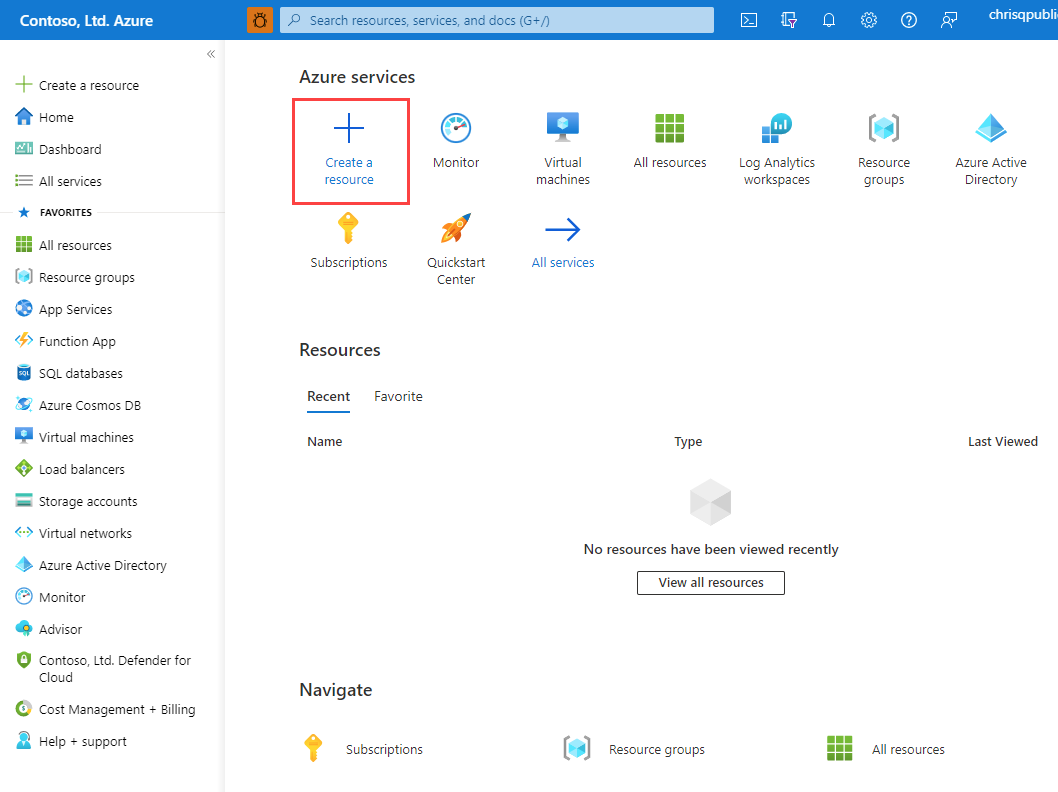 Contoso, Ltd. Azure
Search resources, services, and docs (G+/)
chrisqpubli
Create a resource
Home
Dashboard
All services
FAVORITES
All resources
Resource groups
App Services
Function App
SQL databases
Azure Cosmos DB
Virtual machines
Load balancers
Storage accounts
Virtual networks
Azure Active Directory
Monitor
Advisor
Contoso, Ltd. Defender for
Cloud
Cost Management + Billing
Help + support
Azure services
Create a
resource
Monitor
Virtual
machines
All resources
Log Analytics
workspaces
Resource
groups
Azure Active
Directory
Subscriptions
Quickstart
Center
All services
Resources
Recent Favorite
Name Type Last Viewed
No resources have been viewed recently
View all resources
Navigate
Subscriptions Resource groups All resources